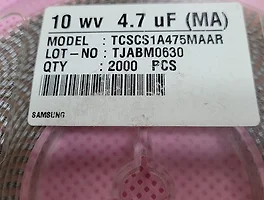 10 wv 4.7 uF (MA)
MODEL : TCSCS1A475MAAR
LOT-NO : TJABM0630
QTY : 2000 PCS
SAMSUNG